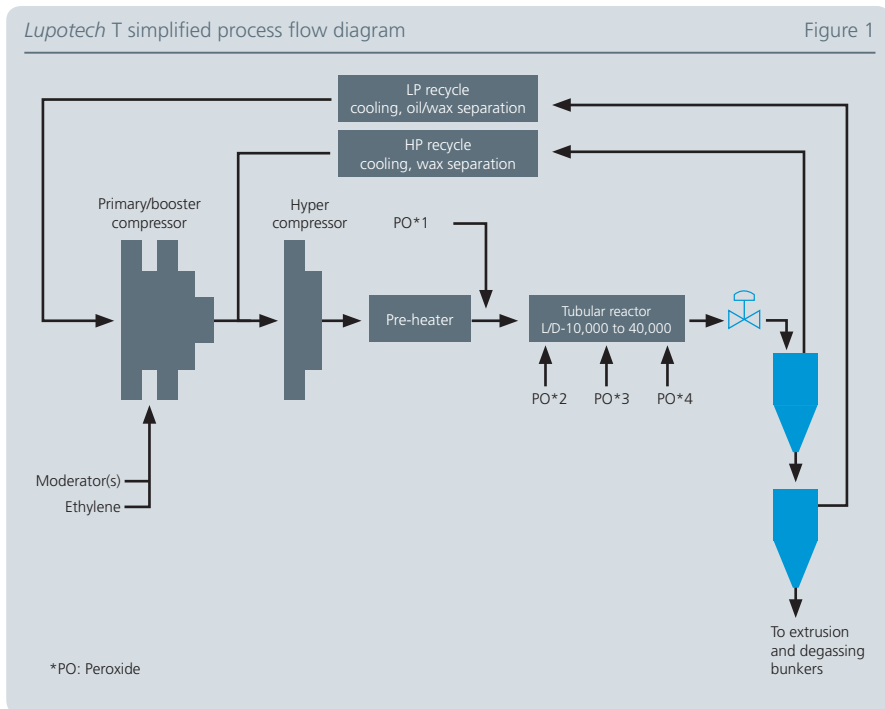 Lupotech T simplified process flow diagram
Figure 1
LP recycle
cooling, oil/wax separation
HP recycle
cooling, wax separation
Primary/booster
compressor
Hyper
compressor
PO*1
Pre-heater
Tubular reactor
L/D-10,000 to 40,000
PO*2
PO*3
PO*4
Moderator(s)
Ethylene
To extrusion
and degassing
bunkers
*PO: Peroxide